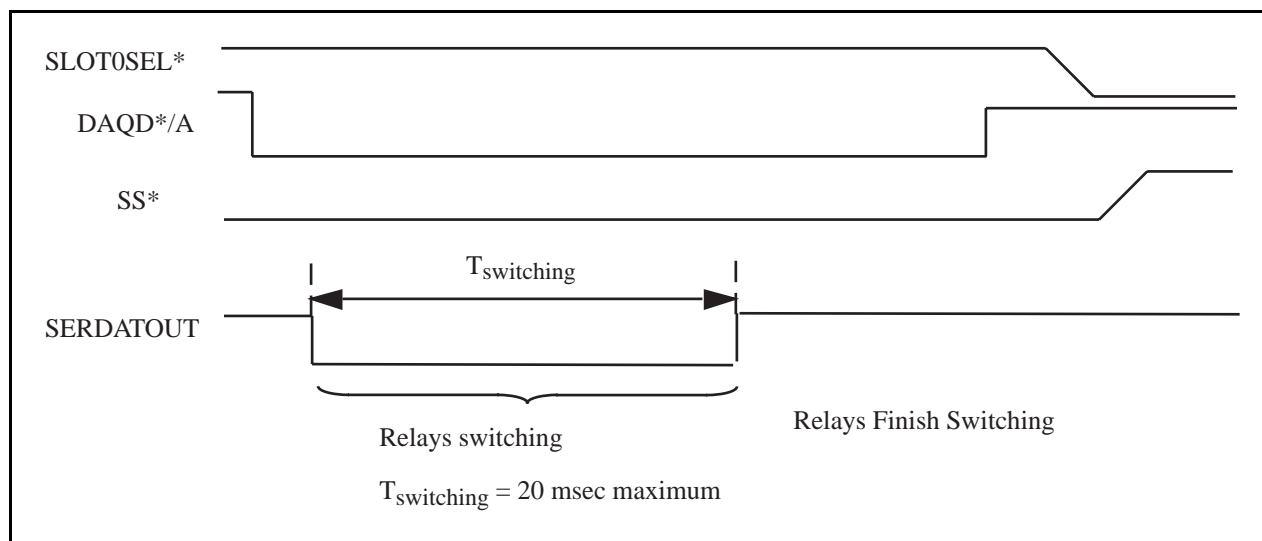 SLOT0SEL*
DAQD*/A
SS*
Tswitching
SERDATOUT
Relays switching
Relays Finish Switching
Tswitching = 20 msec maximum